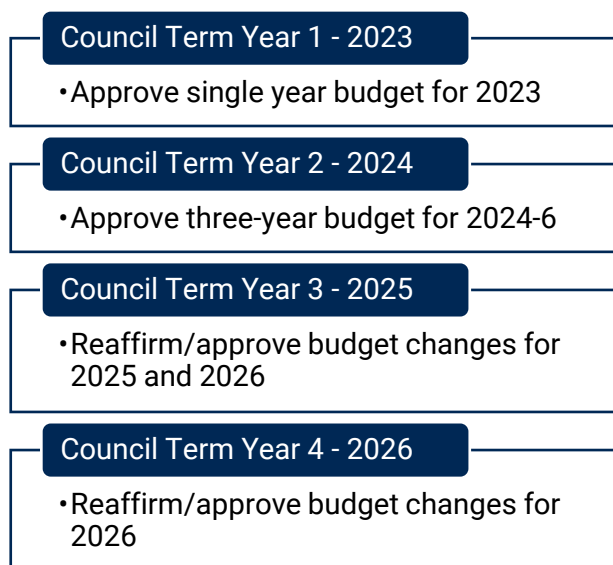 Council Term Year 1 - 2023
•Approve single year budget for 2023
Council Term Year 2 - 2024
•Approve three-year budget for 2024-6
Council Term Year 3 - 2025
•Reaffirm/approve budget changes for
2025 and 2026
Council Term Year 4 - 2026
•Reaffirm/approve budget changes for
2026